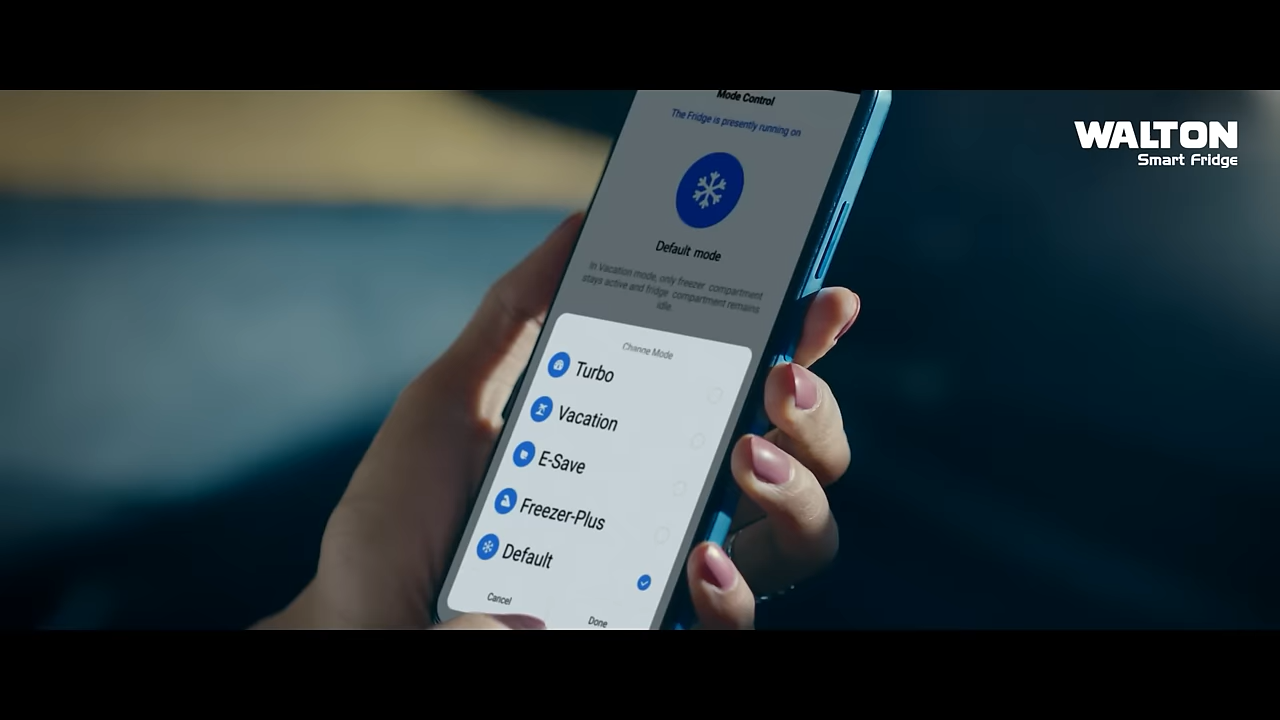 WALTON
Smart Fridge
Mode Control
The Fridge is presently running on
Default mode
In Vacation mode, only freezer compartment
stays active and fridge compartment remains
idle.
Change Mode
Turbo
Vacation
E-Save
Freezer-Plus
Default
Cancel
Done